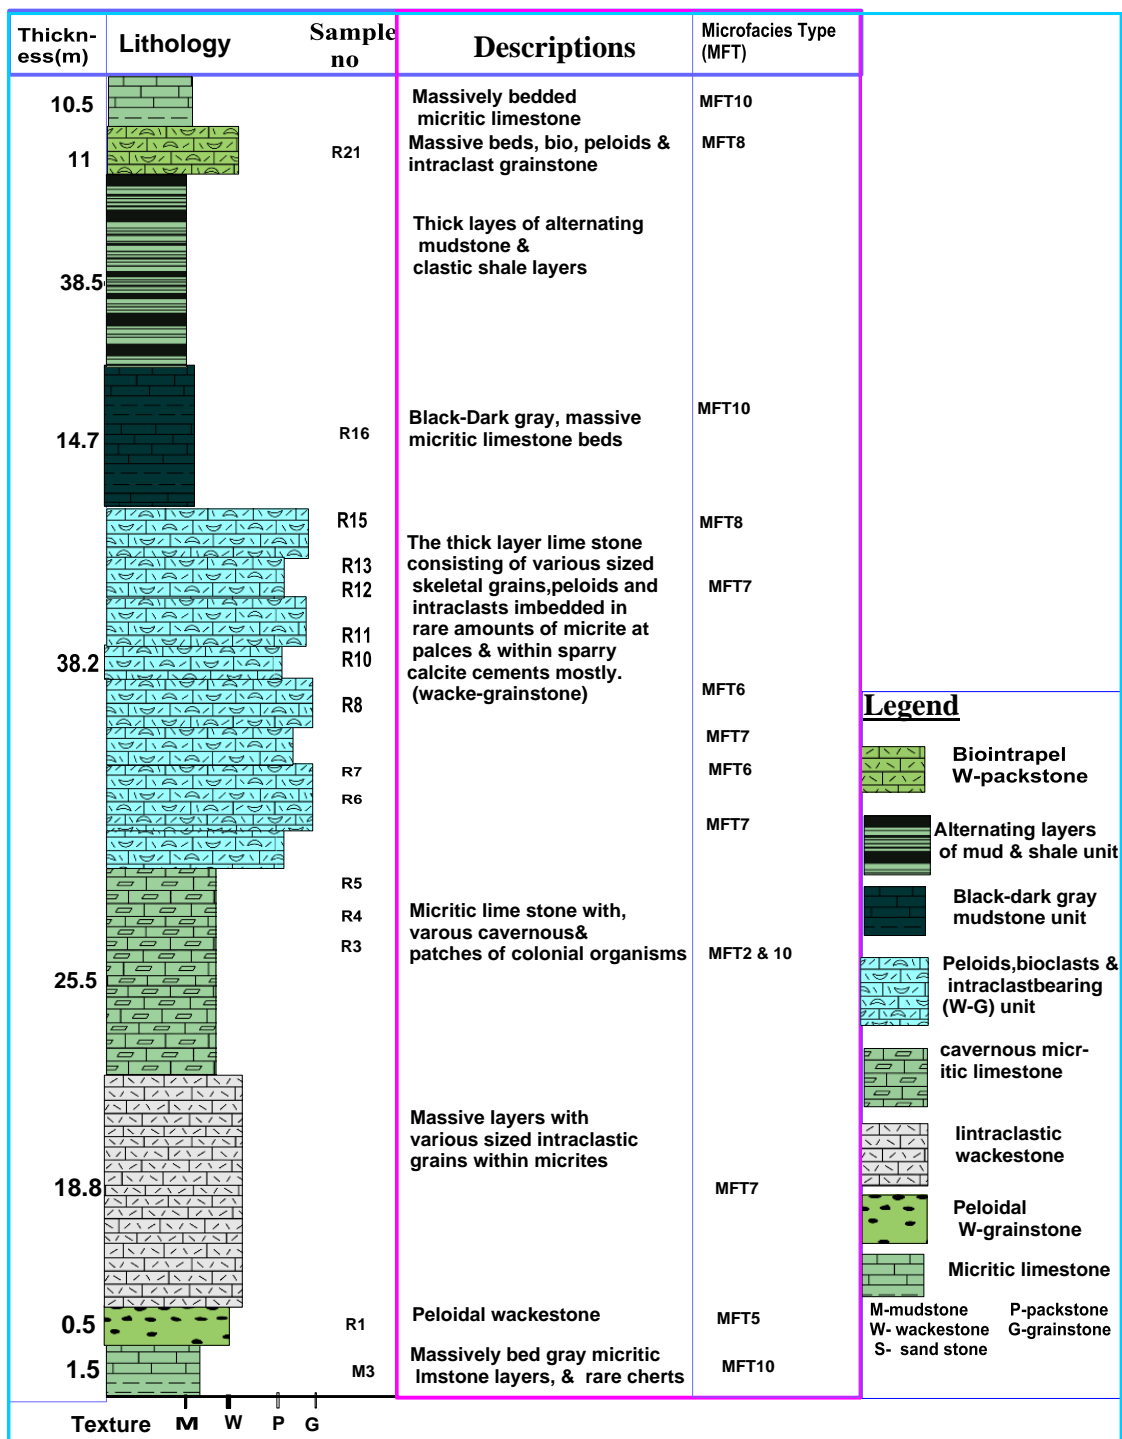 Thickn-
ess(m)
Lithology
Sample
no
Descriptions
Microfacies Type
(MFT)
10.5
Massively bedded
micritic limestone
MFT10
11
R21
Massive beds, bio, peloids &
intraclast grainstone
MFT8
38.5
Thick layes of alternating
mudstone &
clastic shale layers
14.7
R16
Black-Dark gray, massive
micritic limestone beds
MFT10
38.2
R15
R13
R12
R11
R10
R8
R7
R6
The thick layer lime stone
consisting of various sized
skeletal grains,peloids and
intraclasts imbedded in
rare amounts of micrite at
palces & within sparry
calcite cements mostly.
(wacke-grainstone)
MFT8
MFT7
MFT6
MFT7
MFT6
MFT7
25.5
R5
R4
R3
Micritic lime stone with,
varous cavernous&
patches of colonial organisms
MFT2 & 10
18.8
Massive layers with
various sized intraclastic
grains within micrites
MFT7
0.5
R1
Peloidal wackestone
MFT5
1.5
M3
Massively bed gray micritic
lmstone layers, & rare cherts
MFT10
Texture M W P G
Legend
Biointrapel
W-packstone
Alternating layers
of mud & shale unit
Black-dark gray
mudstone unit
Peloids,bioclasts &
intraclastbearing
(W-G) unit
cavernous micr-
itic limestone
Iintraclastic
wackestone
Peloidal
W-grainstone
Micritic limestone
M-mudstone P-packstone
W- wackestone G-grainstone
S- sand stone